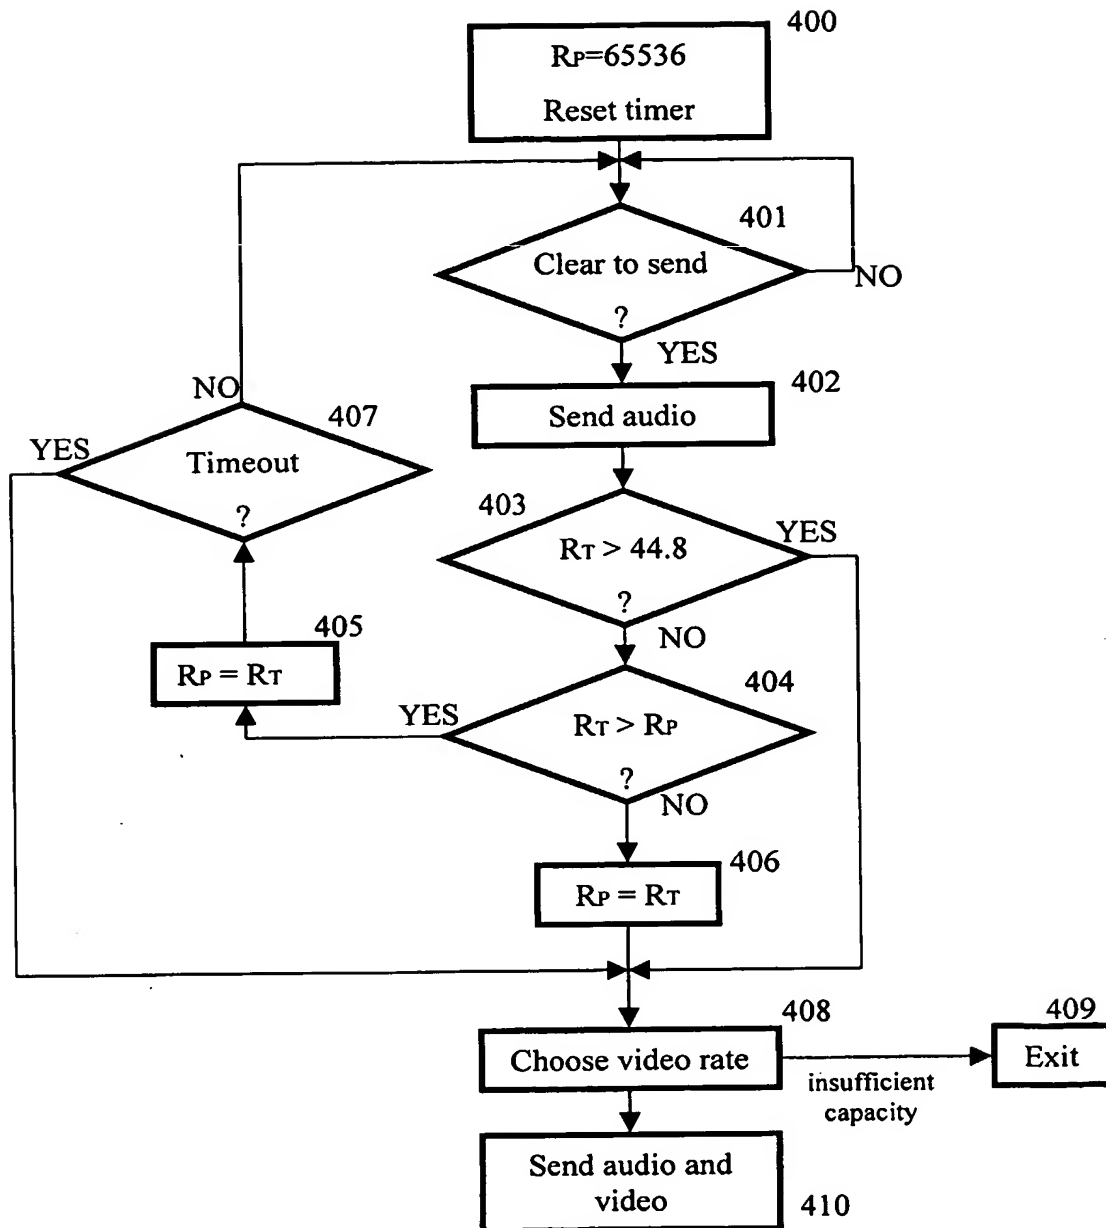 400
RP=65536
Reset timer
401
Clear to send
?
NO
YES
402
Send audio
NO
407
YES
Timeout
?
403
YES
RT > 44.8
?
NO
405
RP = RT
404
YES
RT > RP
?
NO
406
RP = RT
408
409
Choose video rate
Exit
insufficient
capacity
Send audio and
video
410